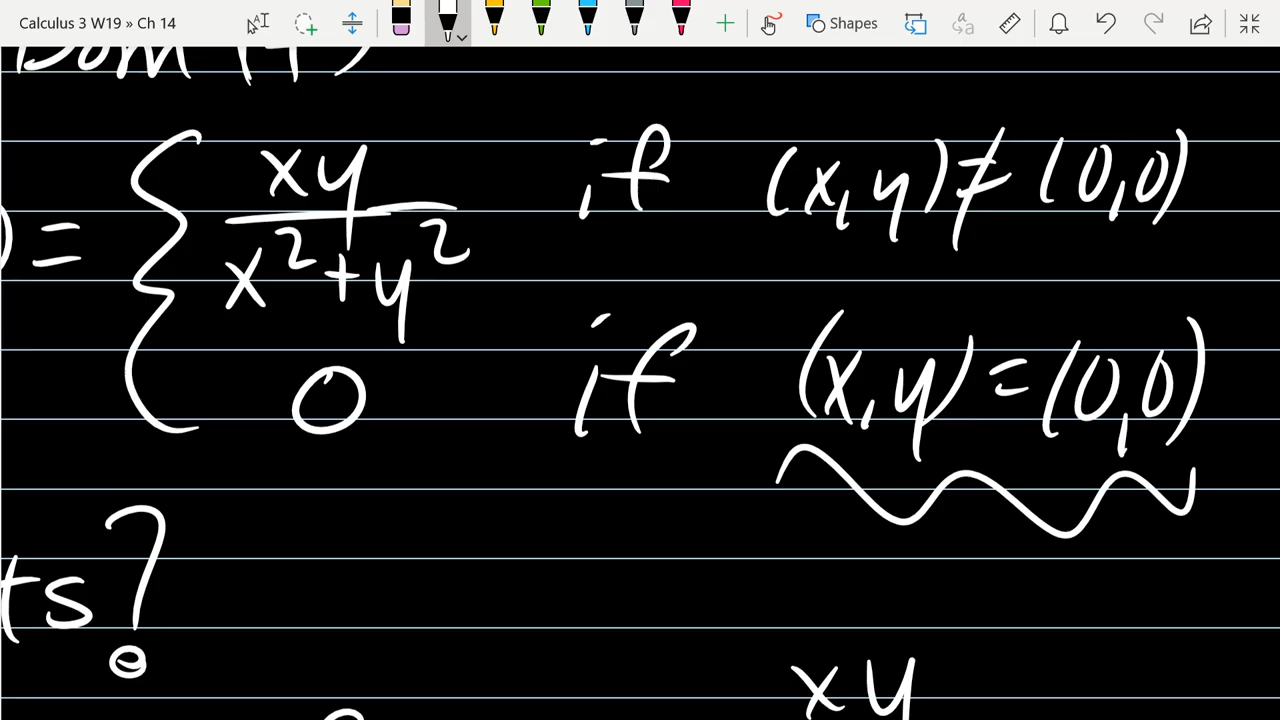 Calculus 3 W19 » Ch 14
Shapes
) = { xy / x² + y² if (x, y) ≠ (0, 0)
0 if (x, y) = (0, 0)
ts?
xy